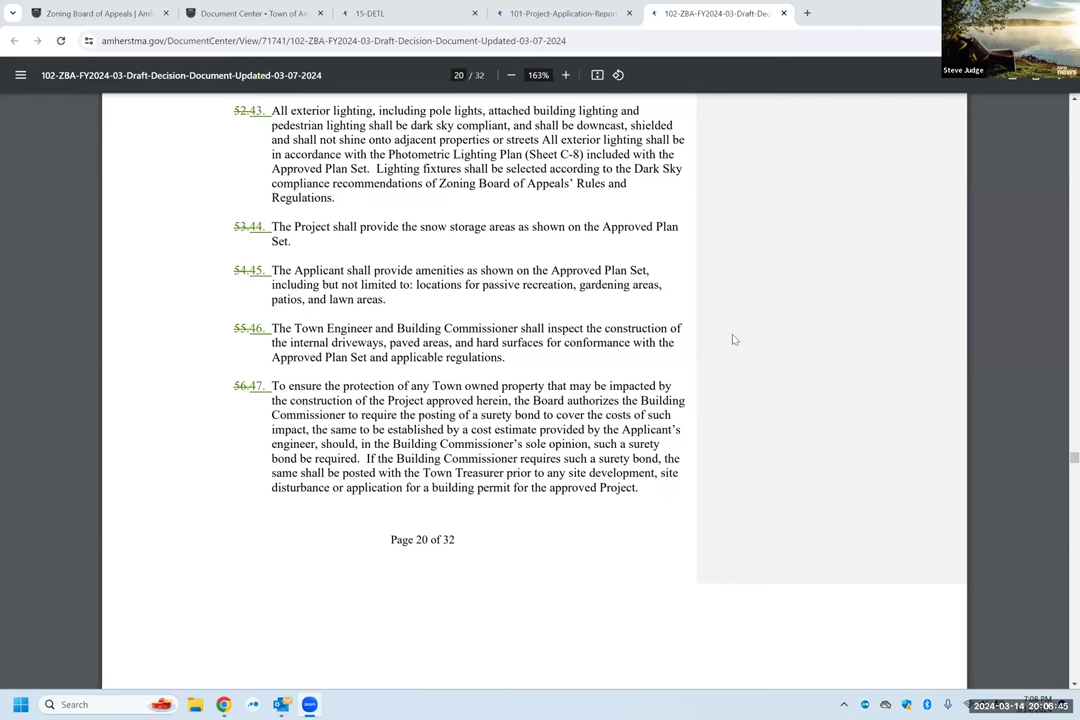 Zoning Board of Appeals | Amh
Document Center • Town of Am
15-DETL
101-Project-Application-Report
102-ZBA-FY2024-03-Draft-Deci
amherstma.gov/DocumentCenter/View/71741/102-ZBA-FY2024-03-Draft-Decision-Document-Updated-03-07-2024
Steve Judge
102-ZBA-FY2024-03-Draft-Decision-Document-Updated-03-07-2024
20 / 32
163%
52.43. All exterior lighting, including pole lights, attached building lighting and
pedestrian lighting shall be dark sky compliant, and shall be downcast, shielded
and shall not shine onto adjacent properties or streets All exterior lighting shall be
in accordance with the Photometric Lighting Plan (Sheet C-8) included with the
Approved Plan Set. Lighting fixtures shall be selected according to the Dark Sky
compliance recommendations of Zoning Board of Appeals' Rules and
Regulations.
53.44. The Project shall provide the snow storage areas as shown on the Approved Plan
Set.
54.45. The Applicant shall provide amenities as shown on the Approved Plan Set,
including but not limited to: locations for passive recreation, gardening areas,
patios, and lawn areas.
55.46. The Town Engineer and Building Commissioner shall inspect the construction of
the internal driveways, paved areas, and hard surfaces for conformance with the
Approved Plan Set and applicable regulations.
56.47. To ensure the protection of any Town owned property that may be impacted by
the construction of the Project approved herein, the Board authorizes the Building
Commissioner to require the posting of a surety bond to cover the costs of such
impact, the same to be established by a cost estimate provided by the Applicant's
engineer, should, in the Building Commissioner's sole opinion, such a surety
bond be required. If the Building Commissioner requires such a surety bond, the
same shall be posted with the Town Treasurer prior to any site development, site
disturbance or application for a building permit for the approved Project.
Page 20 of 32
Search
zoom
7:08 PM
2024-03-14 20:06:45